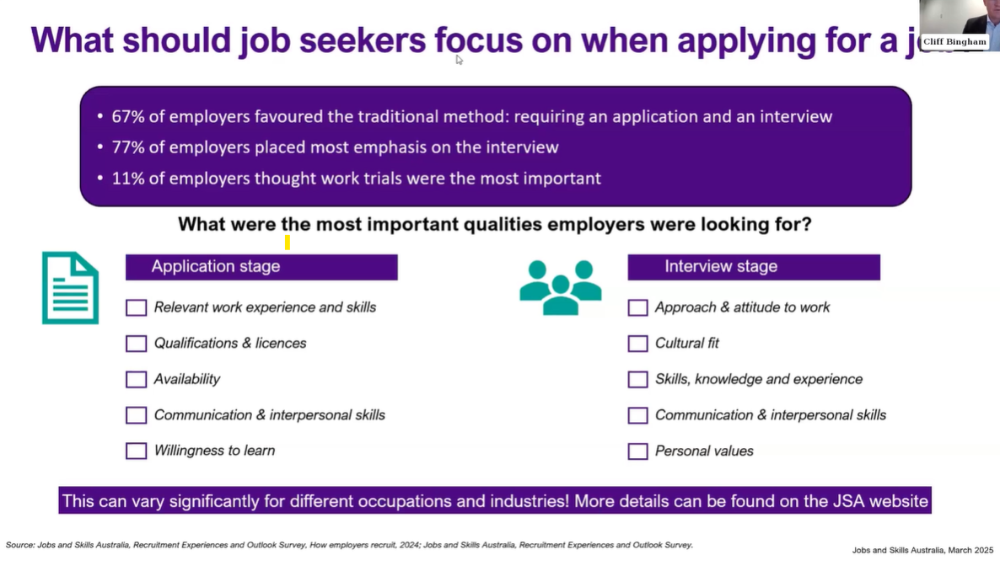 What should job seekers focus on when applying for a
Cliff Bingham
• 67% of employers favoured the traditional method: requiring an application and an interview
• 77% of employers placed most emphasis on the interview
• 11% of employers thought work trials were the most important
What were the most important qualities employers were looking for?
Application stage
Relevant work experience and skills
Qualifications & licences
Availability
Communication & interpersonal skills
Willingness to learn
Interview stage
Approach & attitude to work
Cultural fit
Skills, knowledge and experience
Communication & interpersonal skills
Personal values
This can vary significantly for different occupations and industries! More details can be found on the JSA website
Source: Jobs and Skills Australia, Recruitment Experiences and Outlook Survey, How employers recruit, 2024; Jobs and Skills Australia, Recruitment Experiences and Outlook Survey.
Jobs and Skills Australia, March 2025